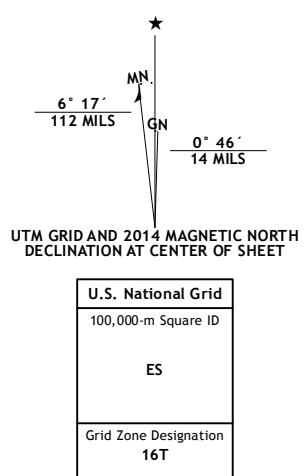 MN.
6° 17´
112 MILS
GN
0° 46´
14 MILS
UTM GRID AND 2014 MAGNETIC NORTH
DECLINATION AT CENTER OF SHEET
U.S. National Grid
100,000-m Square ID
ES
Grid Zone Designation
16T